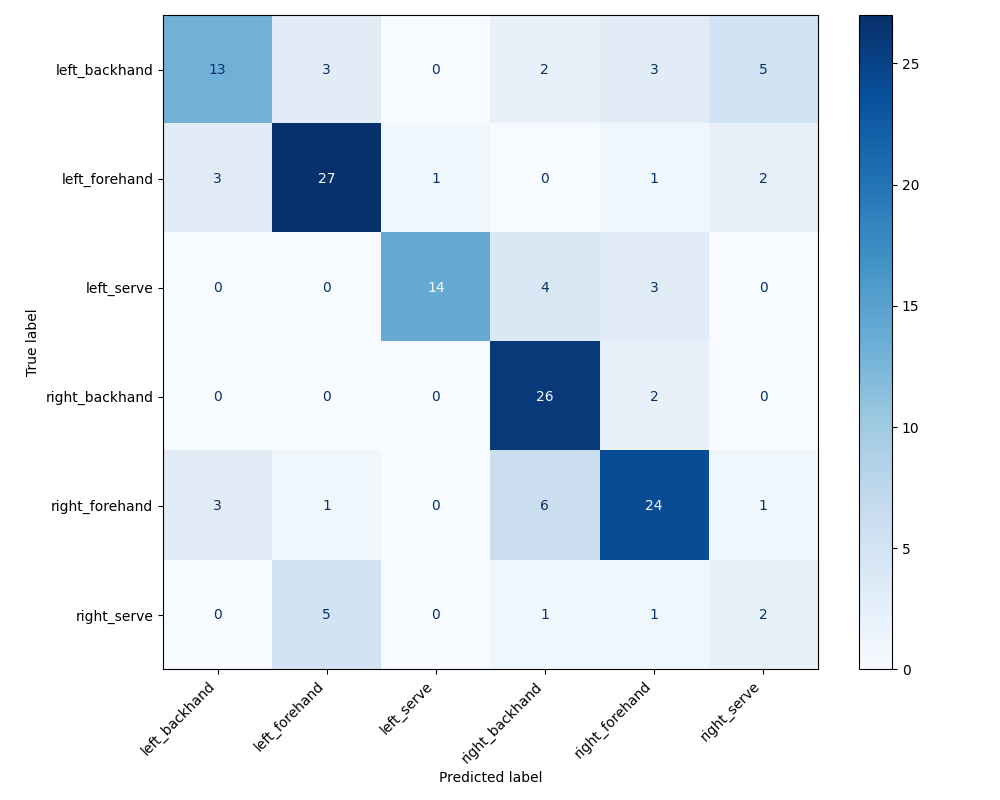 left_backhand 13 3 0 2 3 5
left_forehand 3 27 1 0 1 2
left_serve 0 0 14 4 3 0
right_backhand 0 0 0 26 2 0
right_forehand 3 1 0 6 24 1
right_serve 0 5 0 1 1 2
left_backhand left_forehand left_serve right_backhand right_forehand right_serve
Predicted label
True label
25
20
15
10
5
0